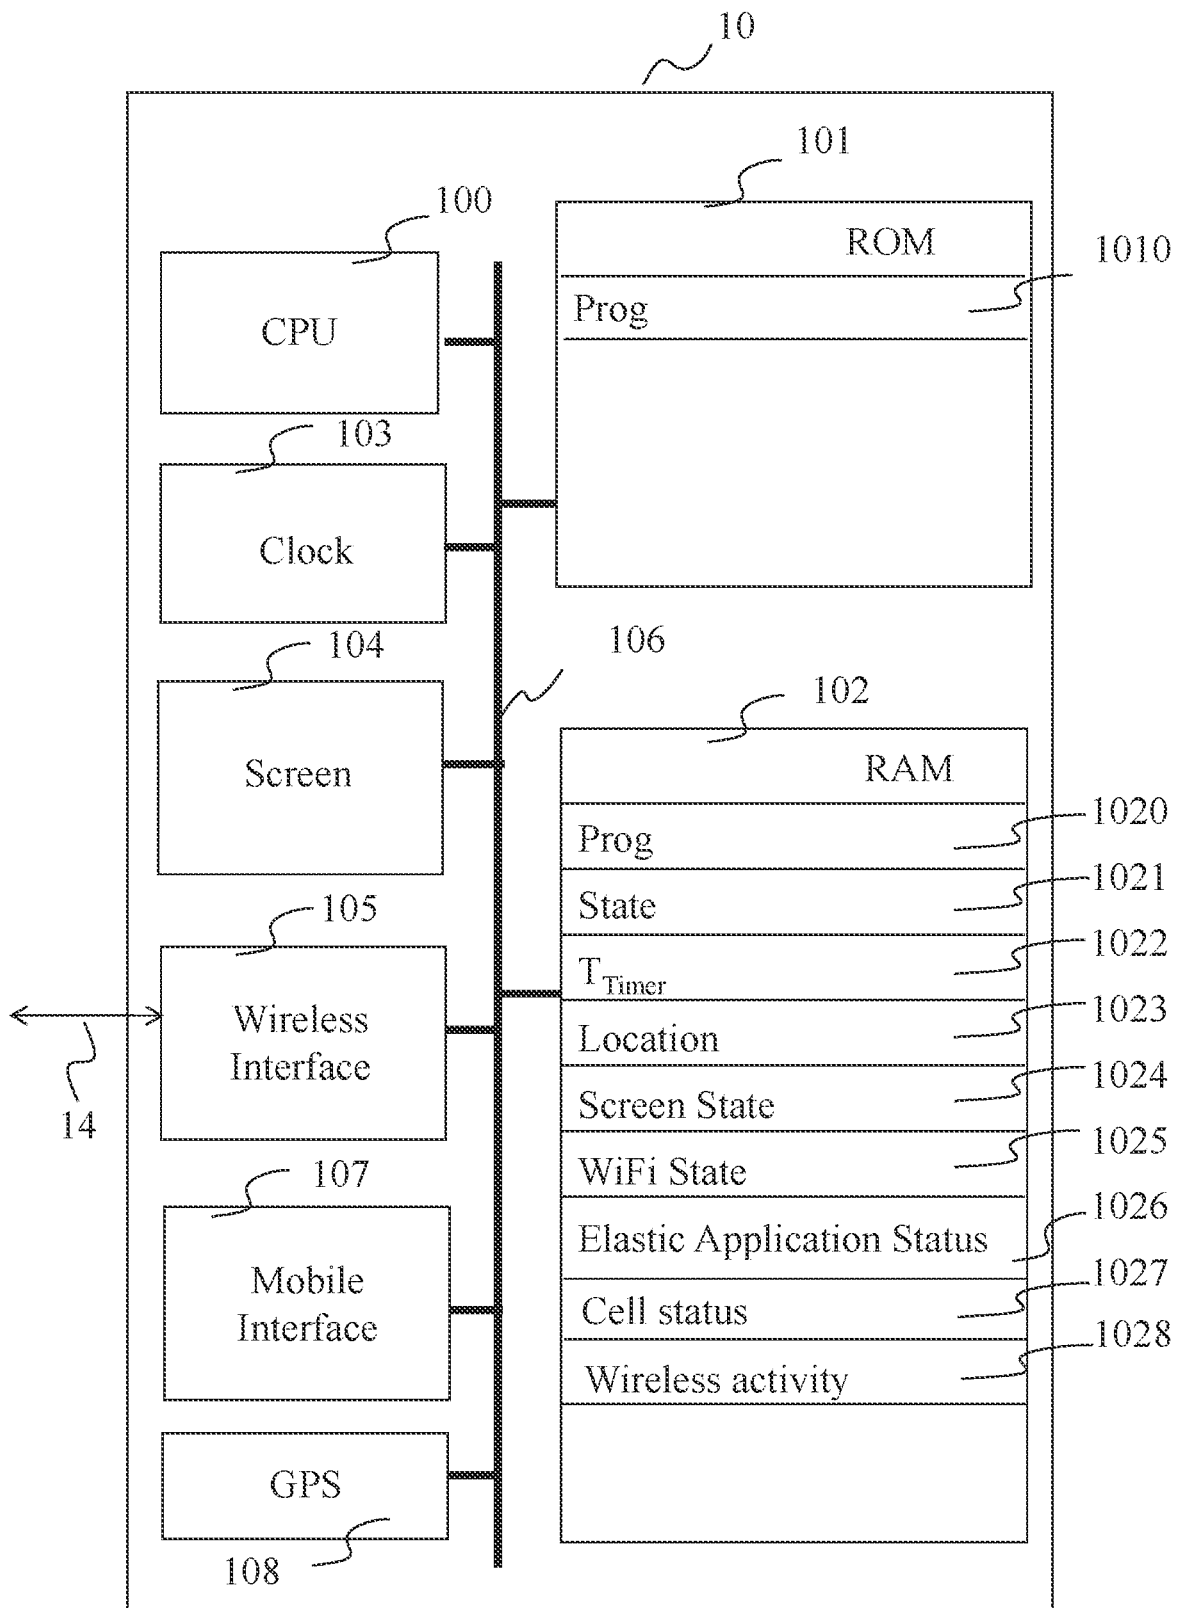 10
101
100
ROM
1010
Prog
CPU
103
Clock
104
106
Screen
102
RAM
1020
Prog
1021
State
105
1022
T Timer
1023
Wireless
Interface
Location
14
1024
Screen State
1025
WiFi State
107
1026
Elastic Application Status
Mobile
Interface
1027
Cell status
1028
Wireless activity
GPS
108